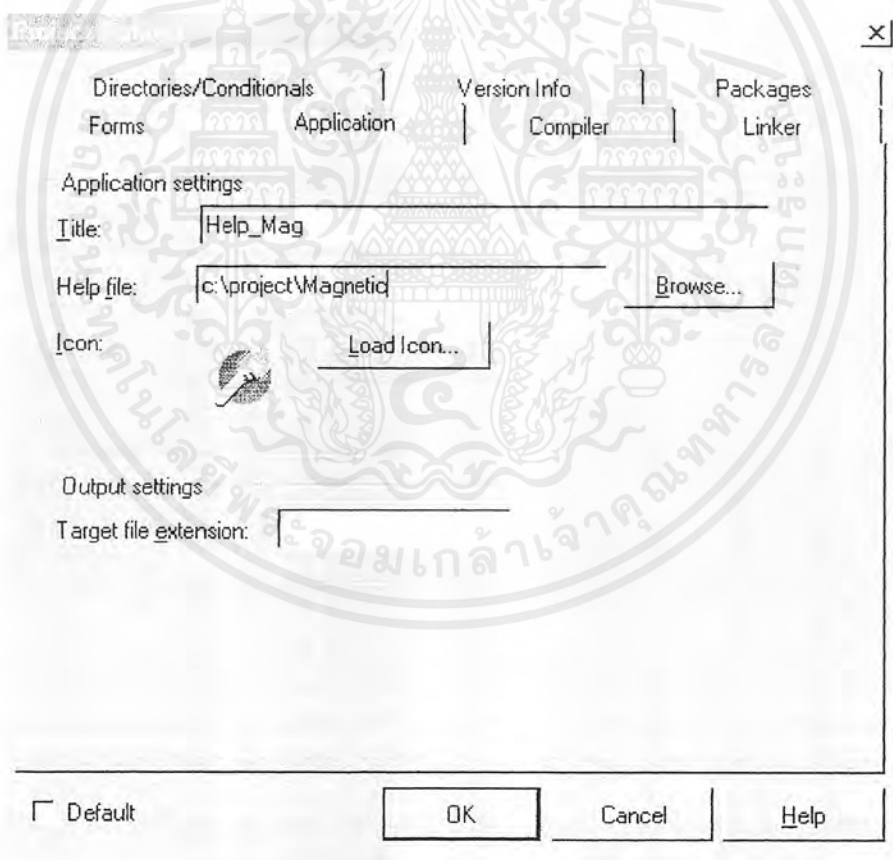 Directories/Conditionals Version Info Packages
Forms Application Compiler Linker
Application settings
Title: Help_Mag
Help file: c:\project\Magnetic Browse...
Icon: Load Icon...
Output settings
Target file extension:
Default OK Cancel Help